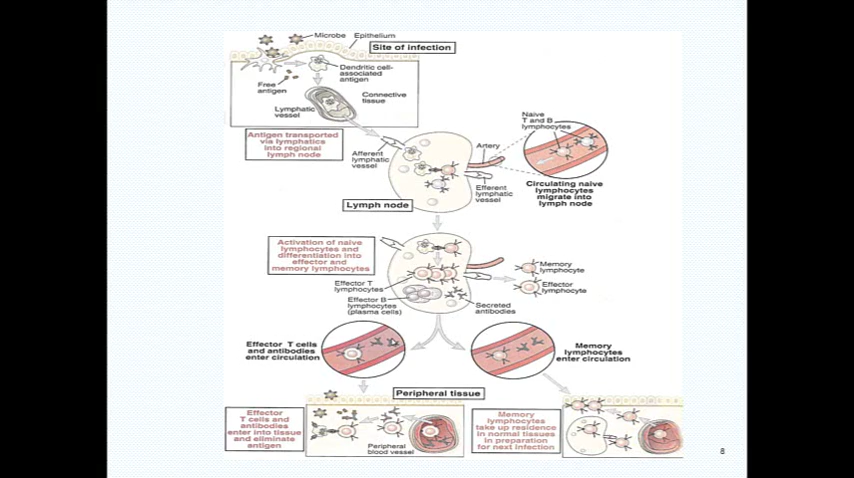 Microbe
Epithelium
Site of infection
Dendritic cell-
associated
antigen
Free
antigen
Connective
tissue
Lymphatic
vessel
Antigen transported
via lymphatics
into regional
lymph node
Afferent
lymphatic
vessel
Artery
Naive
T and B
lymphocytes
Efferent
lymphatic
vessel
Circulating naive
lymphocytes
migrate into
lymph node
Lymph node
Activation of naive
lymphocytes and
differentiation into
effector and
memory lymphocytes
Effector T
lymphocytes
Effector B
lymphocytes
(plasma cells)
Memory
lymphocyte
Effector
lymphocyte
Secreted
antibodies
Effector T cells
and antibodies
enter circulation
Memory
lymphocytes
enter circulation
Peripheral tissue
Effector
T cells and
antibodies
enter into tissue
and eliminate
antigen
Peripheral
blood vessel
Memory
lymphocytes
take up residence
in normal tissues
in preparation
for next infection
8